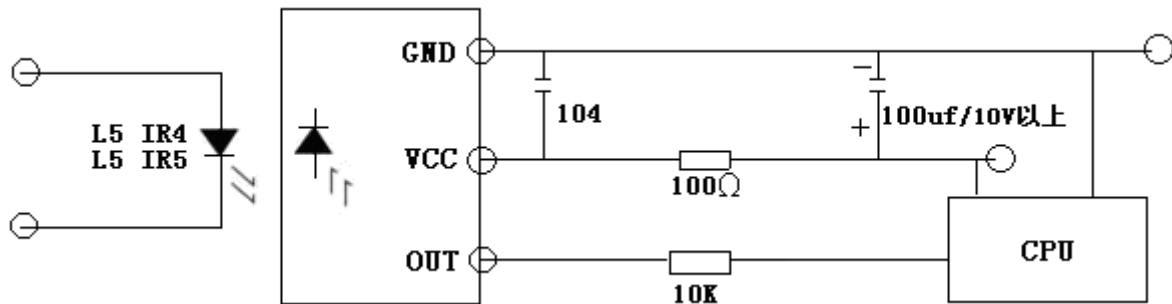 GND
L5 IR4
L5 IR5
104
100uf/10V以上
VCC
100Ω
OUT
10K
CPU